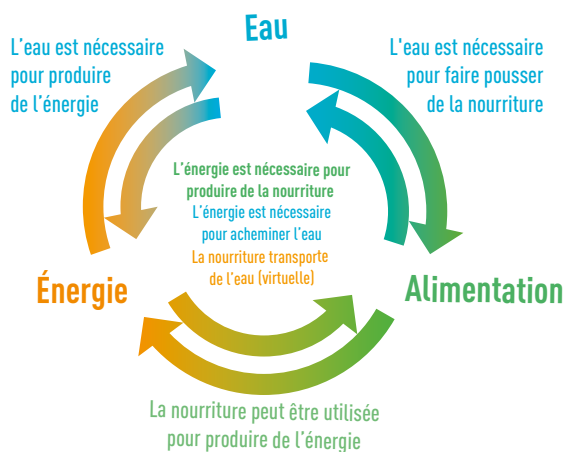 Eau
L'eau est nécessaire
pour produire
de l'énergie
L'eau est nécessaire
pour faire pousser
de la nourriture
L'énergie est nécessaire pour
produire de la nourriture
L'énergie est nécessaire
pour acheminer l'eau
La nourriture transporte
de l'eau (virtuelle)
Énergie
Alimentation
La nourriture peut être utilisée
pour produire de l'énergie